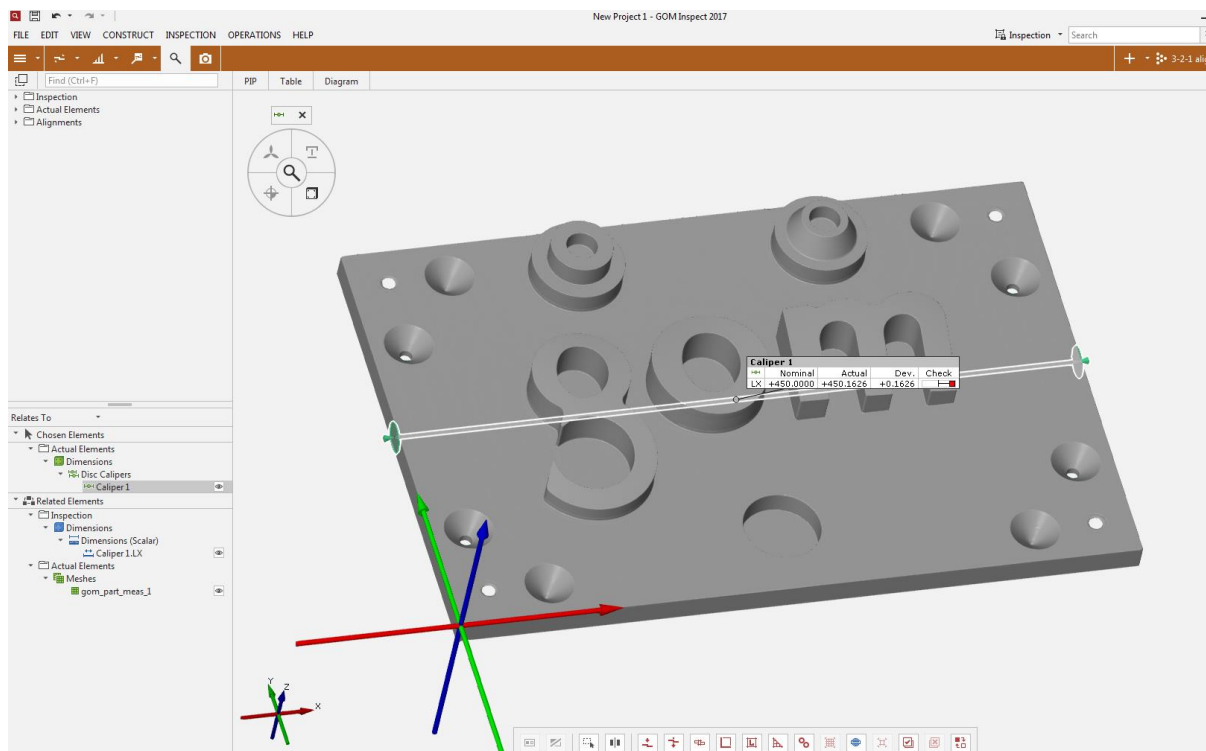 New Project 1 - GOM Inspect 2017
FILE EDIT VIEW CONSTRUCT INSPECTION OPERATIONS HELP
Inspection
Search
3-2-1 alig
Find (Ctrl+F)
PIP Table Diagram
Inspection
Actual Elements
Alignments
gom
Caliper 1
Nominal Actual Dev. Check
LX +450.0000 +450.1626 +0.1626
Relates To
Chosen Elements
Actual Elements
Dimensions
Disc Calipers
Caliper 1
Related Elements
Inspection
Dimensions
Dimensions (Scalar)
Caliper 1.LX
Actual Elements
Meshes
gom_part_meas_1
Y
Z
X